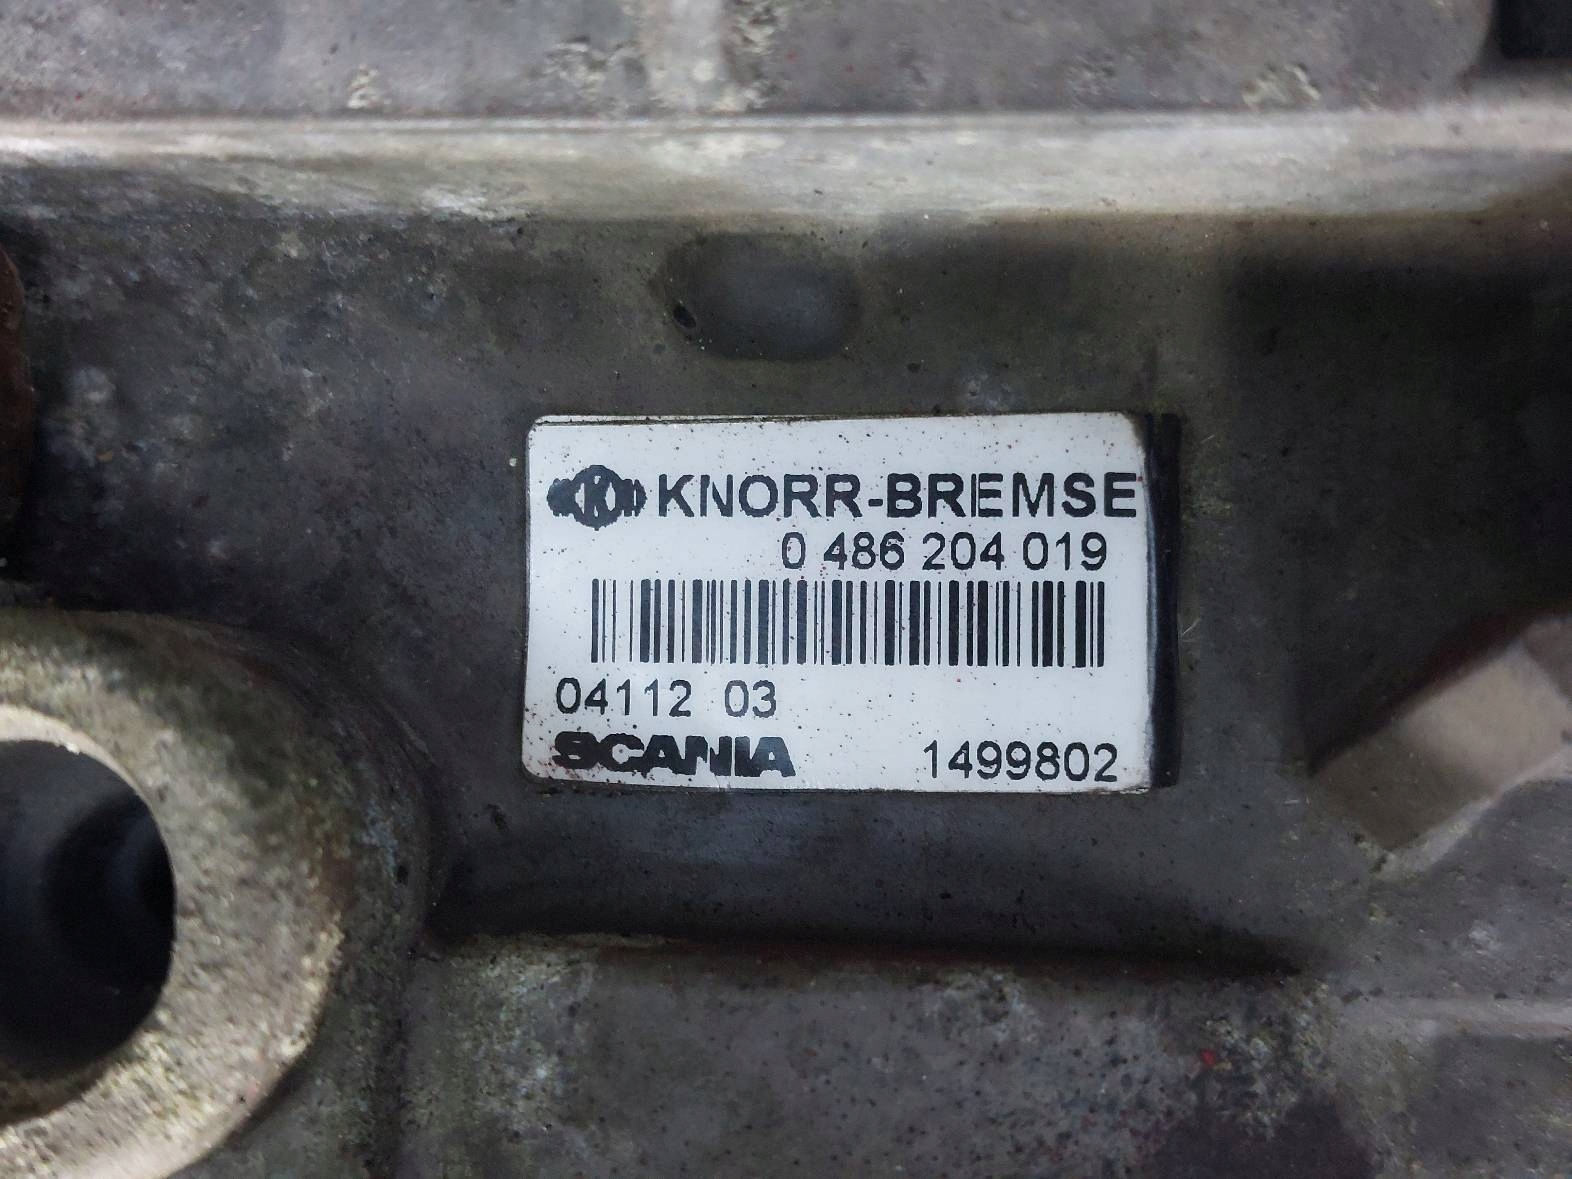 KNORR-BREMSE
0 486 204 019
04112 03
SCANIA 1499802